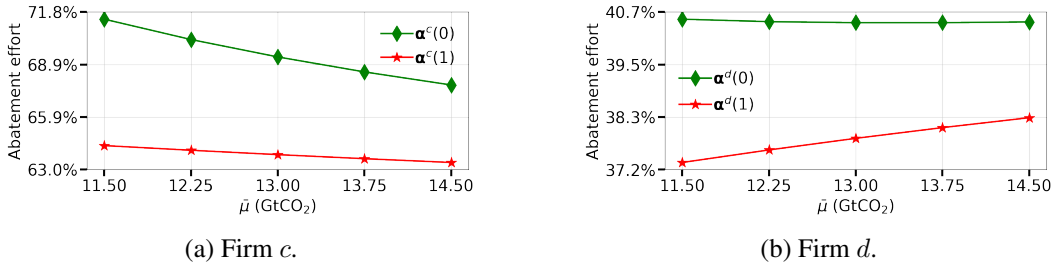 Abatement effort
71.8%
68.9%
65.9%
63.0%
α^c(0)
α^c(1)
11.50 12.25 13.00 13.75 14.50
μ̄ (GtCO₂)
(a) Firm c.
Abatement effort
40.7%
39.5%
38.3%
37.2%
α^d(0)
α^d(1)
11.50 12.25 13.00 13.75 14.50
μ̄ (GtCO₂)
(b) Firm d.